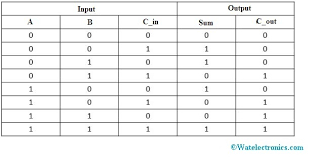 Input Output
A B C_in Sum C_out
0 0 0 0 0
0 0 1 1 0
0 1 0 1 0
0 1 1 0 1
1 0 0 1 0
1 0 1 0 1
1 1 0 0 1
1 1 1 1 1
©Watelectronics.com